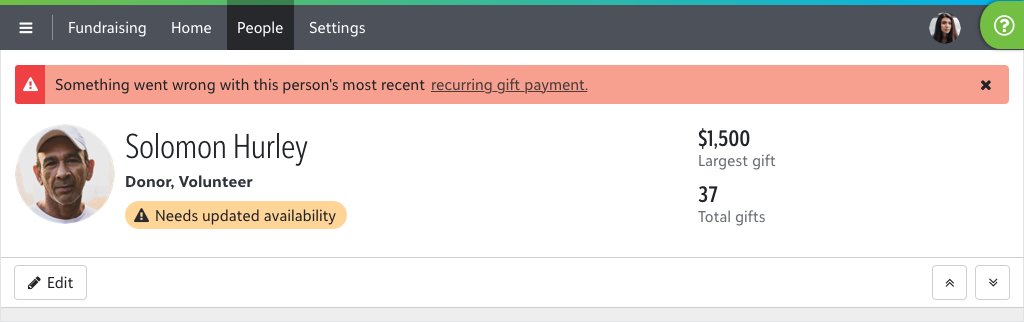 Fundraising Home People Settings
Something went wrong with this person's most recent recurring gift payment.
Solomon Hurley
Donor, Volunteer
Needs updated availability
$1,500
Largest gift
37
Total gifts
Edit